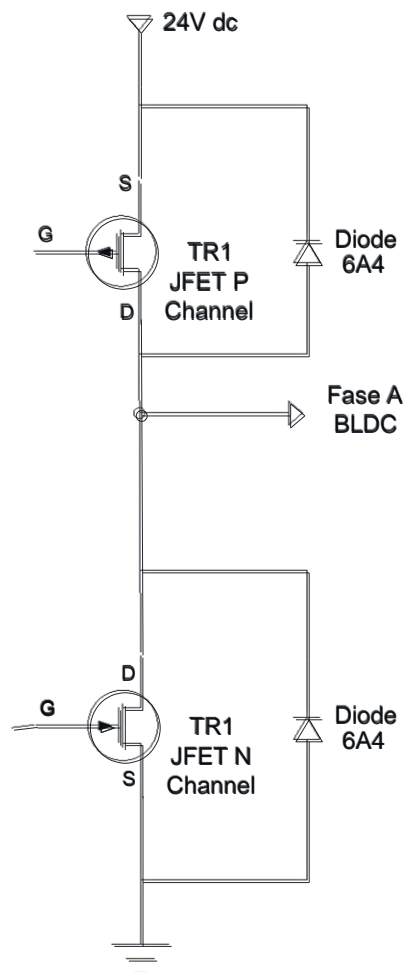 24V dc
S
G
TR1
JFET P
Channel
D
Diode
6A4
Fase A
BLDC
D
G
TR1
JFET N
Channel
S
Diode
6A4